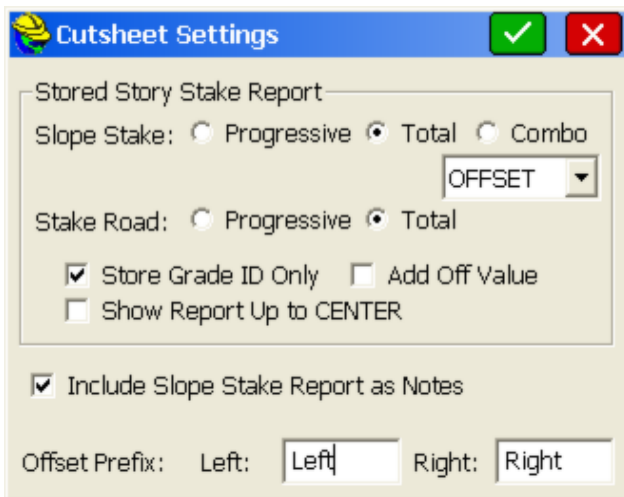 Cutsheet Settings
Stored Story Stake Report
Slope Stake: Progressive Total Combo
OFFSET
Stake Road: Progressive Total
Store Grade ID Only Add Off Value
Show Report Up to CENTER
Include Slope Stake Report as Notes
Offset Prefix: Left: Left Right: Right